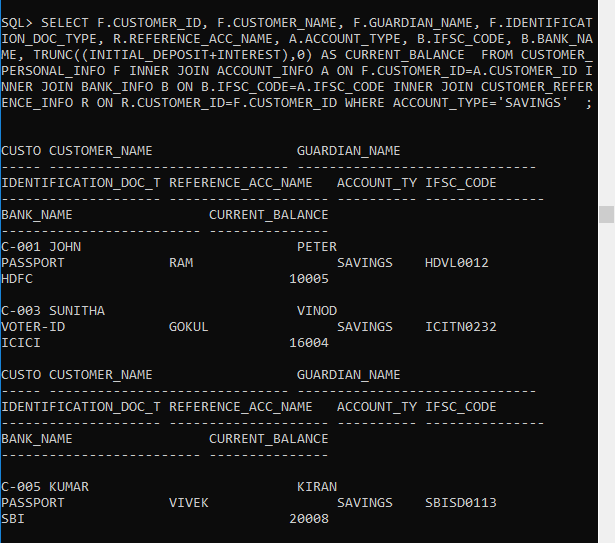 SQL> SELECT F.CUSTOMER_ID, F.CUSTOMER_NAME, F.GUARDIAN_NAME, F.IDENTIFICAT
ION_DOC_TYPE, R.REFERENCE_ACC_NAME, A.ACCOUNT_TYPE, B.IFSC_CODE, B.BANK_NA
ME, TRUNC((INITIAL_DEPOSIT+INTEREST),0) AS CURRENT_BALANCE  FROM CUSTOMER_
PERSONAL_INFO F INNER JOIN ACCOUNT_INFO A ON F.CUSTOMER_ID=A.CUSTOMER_ID I
NNER JOIN BANK_INFO B ON B.IFSC_CODE=A.IFSC_CODE INNER JOIN CUSTOMER_REFER
ENCE_INFO R ON R.CUSTOMER_ID=F.CUSTOMER_ID WHERE ACCOUNT_TYPE='SAVINGS'  ;
CUSTO CUSTOMER_NAME                  GUARDIAN_NAME
----- ------------------------------ ------------------------------
IDENTIFICATION_DOC_T REFERENCE_ACC_NAME   ACCOUNT_TY IFSC_CODE
-------------------- -------------------- ---------- ---------------
BANK_NAME                 CURRENT_BALANCE
------------------------- ---------------
C-001 JOHN                           PETER
PASSPORT             RAM                  SAVINGS    HDVL0012
HDFC                                10005
C-003 SUNITHA                        VINOD
VOTER-ID             GOKUL                SAVINGS    ICITN0232
ICICI                               16004
CUSTO CUSTOMER_NAME                  GUARDIAN_NAME
----- ------------------------------ ------------------------------
IDENTIFICATION_DOC_T REFERENCE_ACC_NAME   ACCOUNT_TY IFSC_CODE
-------------------- -------------------- ---------- ---------------
BANK_NAME                 CURRENT_BALANCE
------------------------- ---------------
C-005 KUMAR                          KIRAN
PASSPORT             VIVEK                SAVINGS    SBISD0113
SBI                                 20008